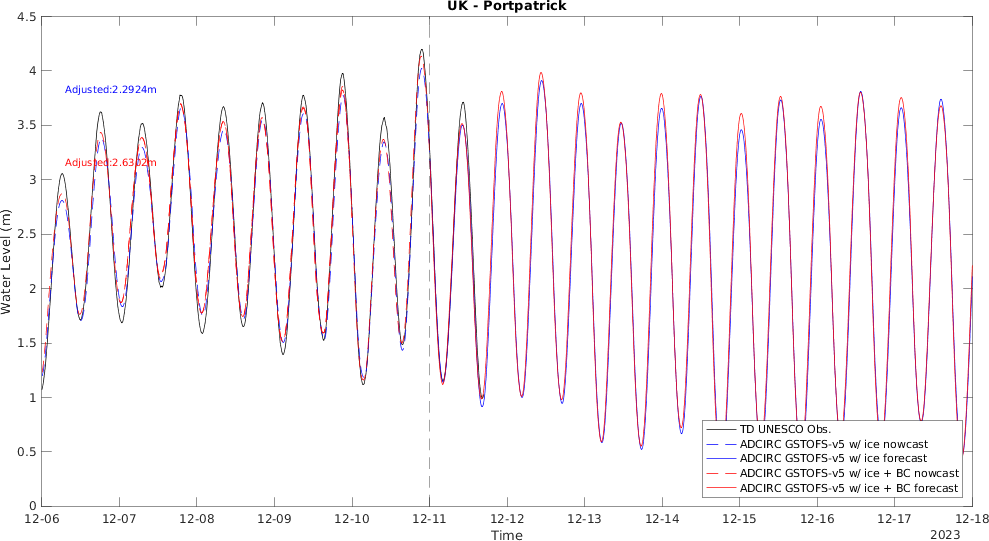 UK - Portpatrick
4.5
4
3.5
3
2.5
2
1.5
1
0.5
0
Water Level (m)
Adjusted:2.2924m
Adjusted:2.6302m
TD UNESCO Obs.
ADCIRC GSTOFS-v5 w/ ice nowcast
ADCIRC GSTOFS-v5 w/ ice forecast
ADCIRC GSTOFS-v5 w/ ice + BC nowcast
ADCIRC GSTOFS-v5 w/ ice + BC forecast
12-06 12-07 12-08 12-09 12-10 12-11 12-12 12-13 12-14 12-15 12-16 12-17 12-18
Time
2023